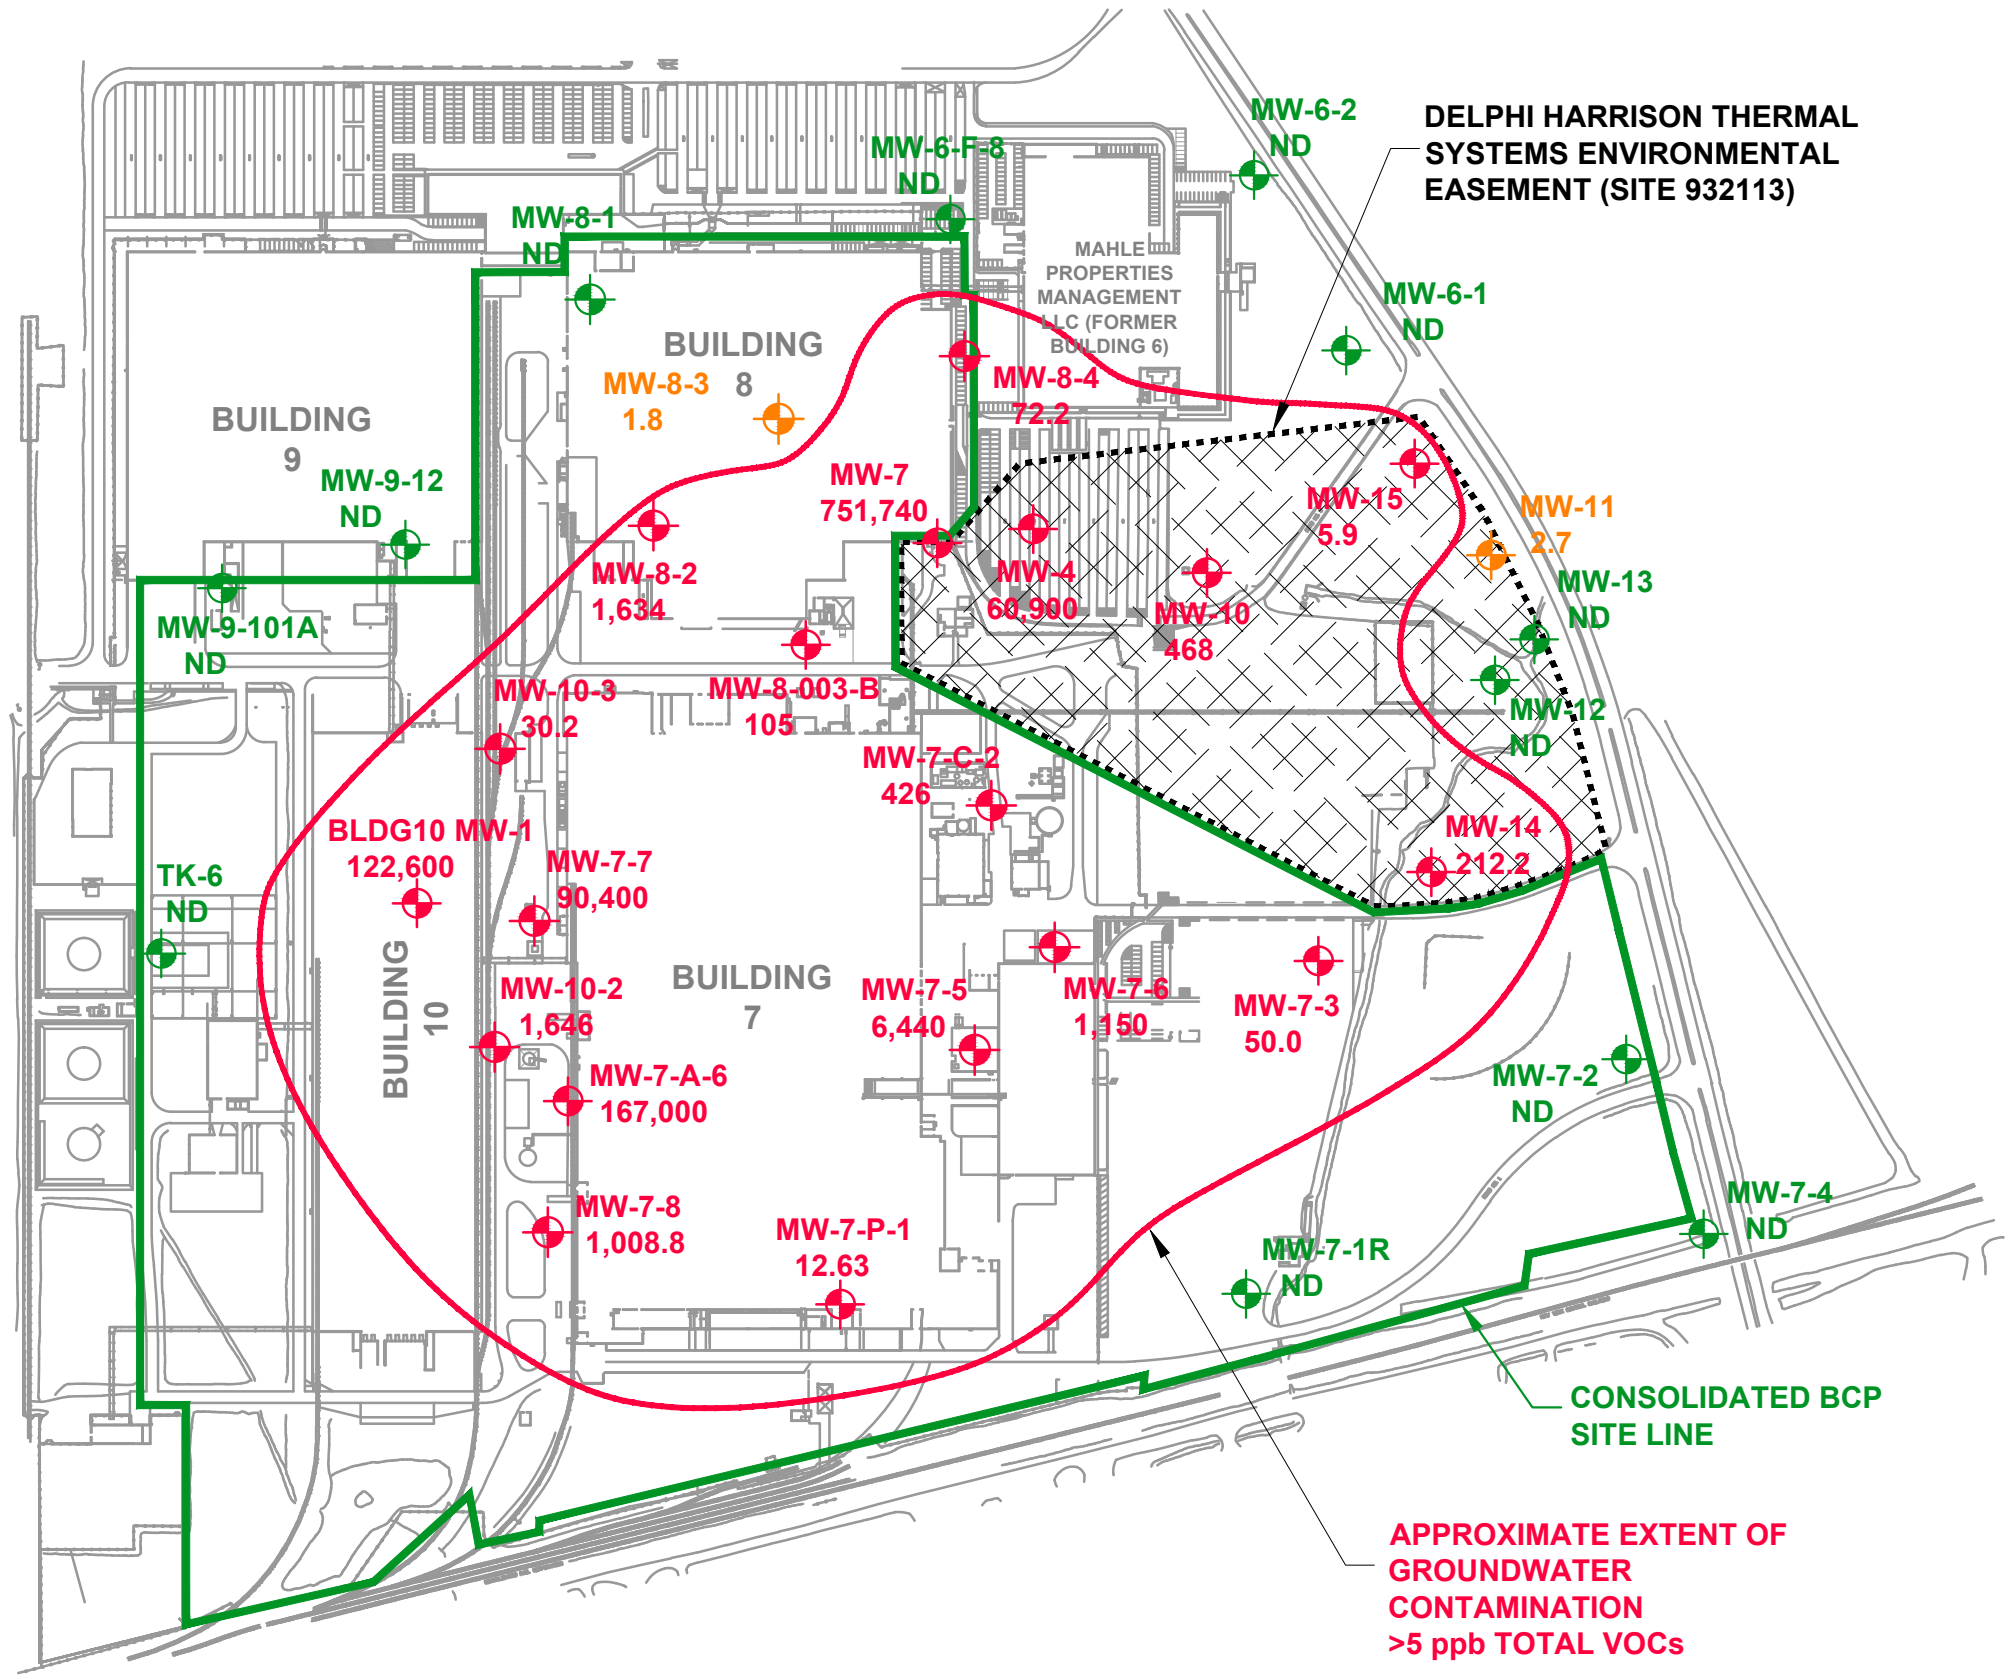 MW-6-2
ND
DELPHI HARRISON THERMAL
SYSTEMS ENVIRONMENTAL
EASEMENT (SITE 932113)
MW-6-F-8
ND
MW-8-1
ND
MAHLE
PROPERTIES
MANAGEMENT
LLC (FORMER
BUILDING 6)
MW-6-1
ND
BUILDING
8
MW-8-3
1.8
MW-8-4
72.2
BUILDING
9
MW-9-12
ND
MW-7
751,740
MW-15
5.9
MW-11
2.7
MW-8-2
1,634
MW-4
60,900
MW-10
468
MW-13
ND
MW-9-101A
ND
MW-10-3
30.2
MW-8-003-B
105
MW-12
ND
MW-7-C-2
426
BLDG10 MW-1
122,600
MW-7-7
90,400
MW-14
212.2
TK-6
ND
BUILDING
10
MW-10-2
1,646
BUILDING
7
MW-7-5
6,440
MW-7-6
1,150
MW-7-3
50.0
MW-7-A-6
167,000
MW-7-2
ND
MW-7-8
1,008.8
MW-7-P-1
12.63
MW-7-1R
ND
MW-7-4
ND
CONSOLIDATED BCP
SITE LINE
APPROXIMATE EXTENT OF
GROUNDWATER
CONTAMINATION
>5 ppb TOTAL VOCs